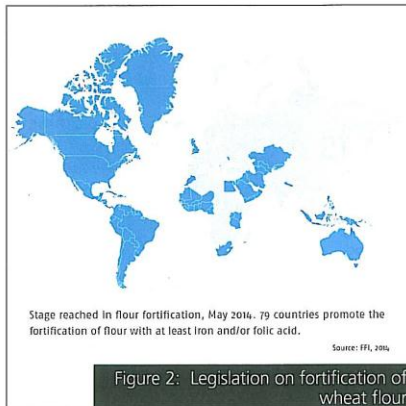 Stage reached in flour fortification, May 2014. 79 countries promote the
fortification of flour with at least Iron and/or folic acid.
Source: FFI, 2014
Figure 2: Legislation on fortification of
wheat flour